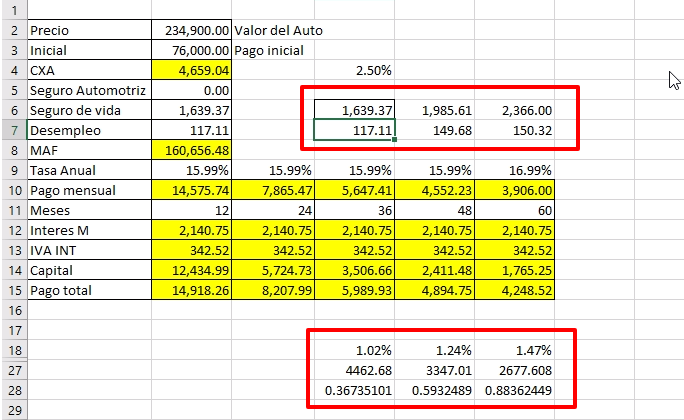 1
2 Precio 234,900.00 Valor del Auto
3 Inicial 76,000.00 Pago inicial
4 CXA 4,659.04 2.50%
5 Seguro Automotriz 0.00
6 Seguro de vida 1,639.37 1,639.37 1,985.61 2,366.00
7 Desempleo 117.11 117.11 149.68 150.32
8 MAF 160,656.48
9 Tasa Anual 15.99% 15.99% 15.99% 15.99% 16.99%
10 Pago mensual 14,575.74 7,865.47 5,647.41 4,552.23 3,906.00
11 Meses 12 24 36 48 60
12 Interes M 2,140.75 2,140.75 2,140.75 2,140.75 2,140.75
13 IVA INT 342.52 342.52 342.52 342.52 342.52
14 Capital 12,434.99 5,724.73 3,506.66 2,411.48 1,765.25
15 Pago total 14,918.26 8,207.99 5,989.93 4,894.75 4,248.52
16
17
18 1.02% 1.24% 1.47%
27 4462.68 3347.01 2677.608
28 0.36735101 0.5932489 0.88362449
29